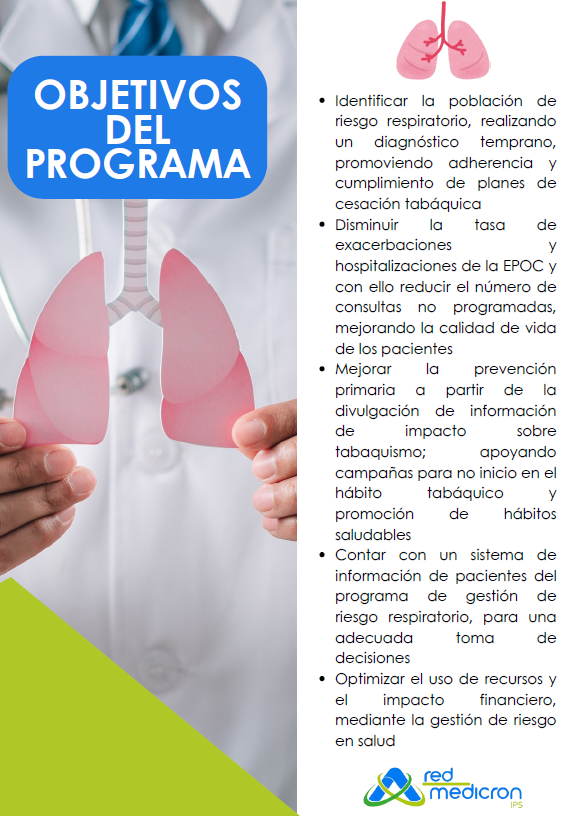 OBJETIVOS
DEL
PROGRAMA
• Identificar la población de
riesgo respiratorio, realizando
un diagnóstico temprano,
promoviendo adherencia y
cumplimiento de planes de
cesación tabáquica
• Disminuir la tasa de
exacerbaciones y
hospitalizaciones de la EPOC y
con ello reducir el número de
consultas no programadas,
mejorando la calidad de vida
de los pacientes
• Mejorar la prevención
primaria a partir de la
divulgación de información
de impacto sobre
tabaquismo; apoyando
campañas para no inicio en el
hábito tabáquico y
promoción de hábitos
saludables
• Contar con un sistema de
información de pacientes del
programa de gestión de
riesgo respiratorio, para una
adecuada toma de
decisiones
• Optimizar el uso de recursos y
el impacto financiero,
mediante la gestión de riesgo
en salud
red
medicron
IPS